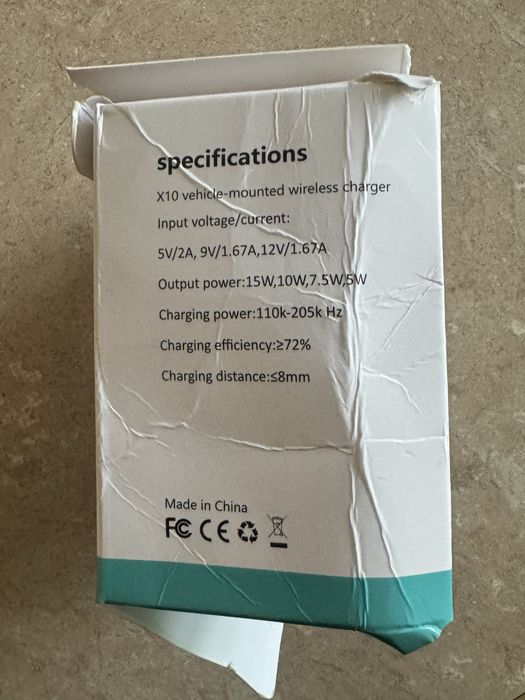 specifications
X10 vehicle-mounted wireless charger
Input voltage/current:
5V/2A, 9V/1.67A,12V/1.67A
Output power:15W,10W,7.5W,5W
Charging power:110k-205k Hz
Charging efficiency:≥72%
Charging distance:≤8mm
Made in China
FC CE